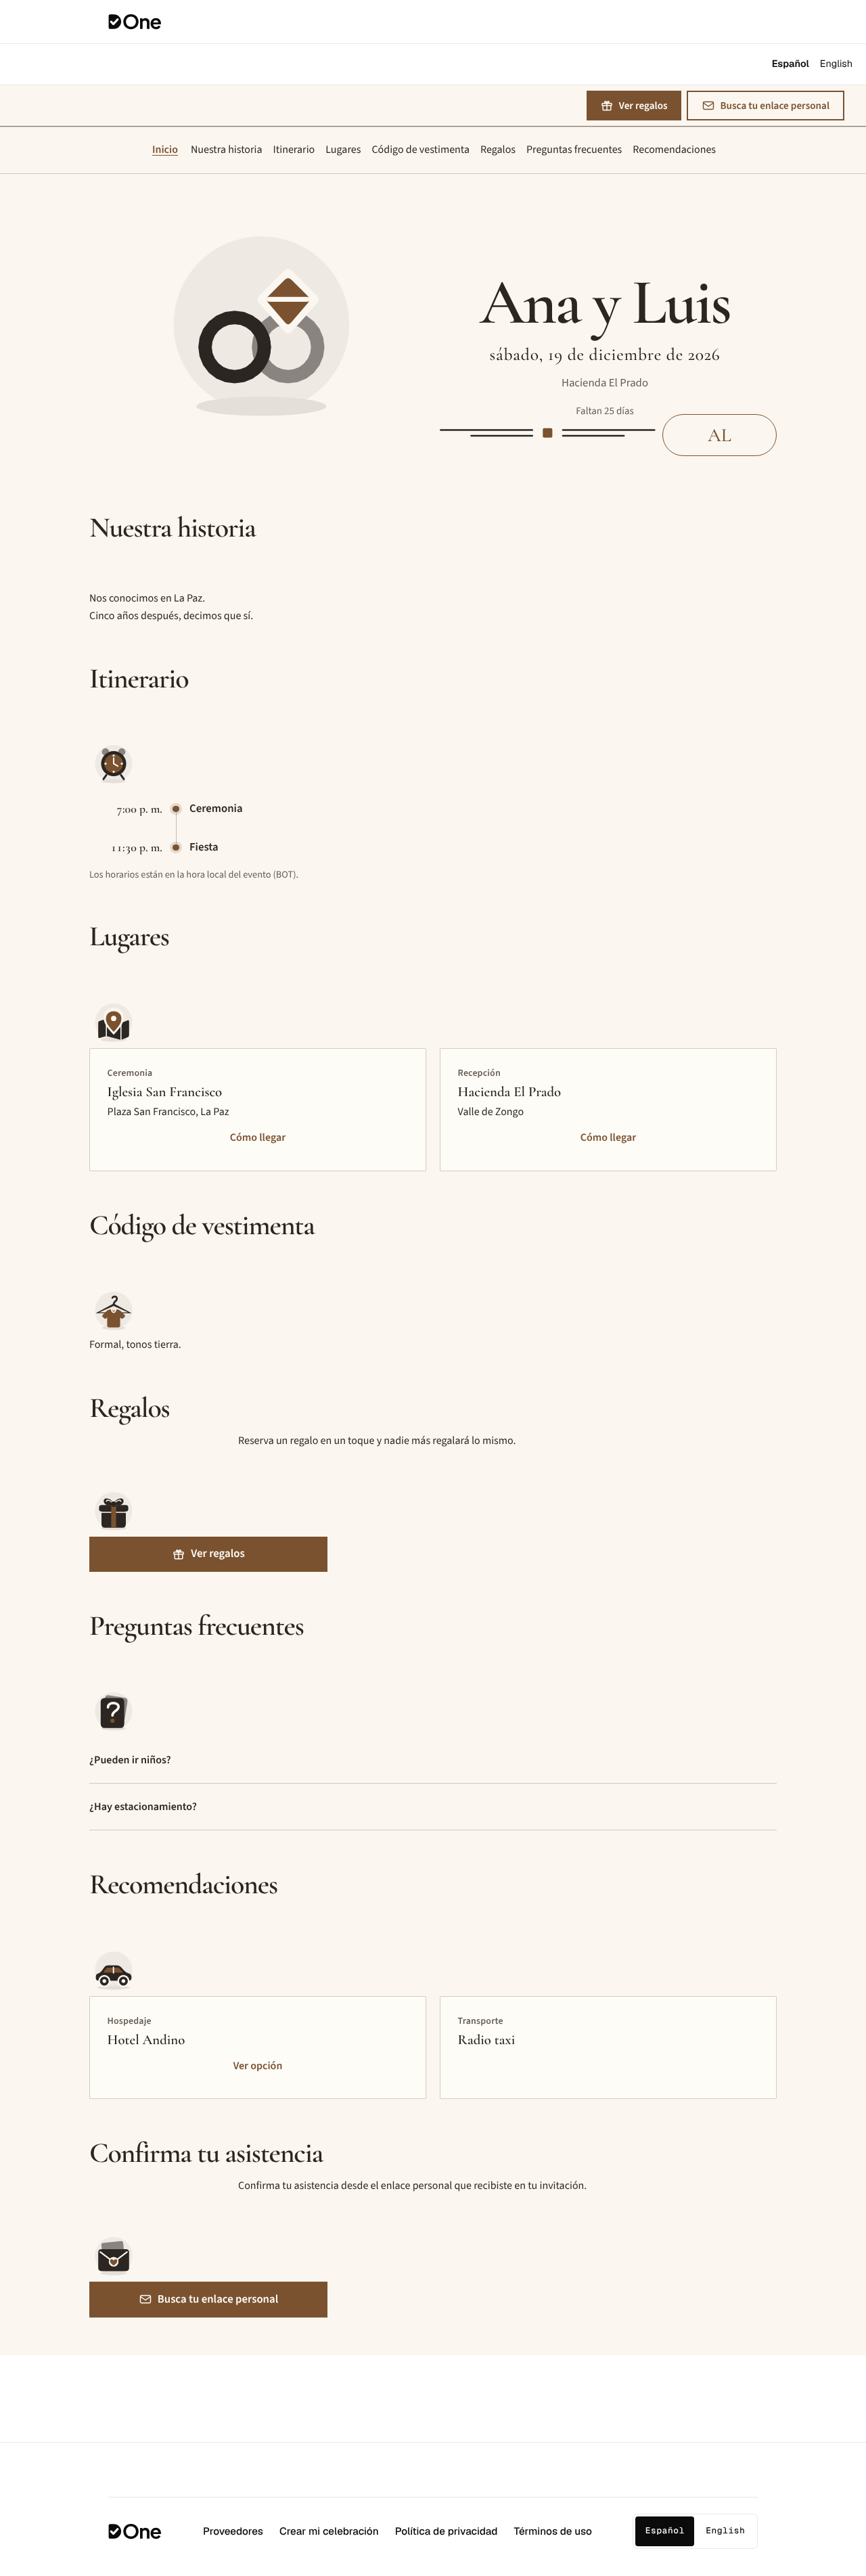 One
Español English
Ver regalos Busca tu enlace personal
Inicio Nuestra historia Itinerario Lugares Código de vestimenta Regalos Preguntas frecuentes Recomendaciones
Ana y Luis
sábado, 19 de diciembre de 2026
Hacienda El Prado
Faltan 25 días
AL
Nuestra historia
Nos conocimos en La Paz.
Cinco años después, decimos que sí.
Itinerario
7:00 p. m. Ceremonia
11:30 p. m. Fiesta
Los horarios están en la hora local del evento (BOT).
Lugares
Ceremonia
Iglesia San Francisco
Plaza San Francisco, La Paz
Cómo llegar
Recepción
Hacienda El Prado
Valle de Zongo
Cómo llegar
Código de vestimenta
Formal, tonos tierra.
Regalos
Reserva un regalo en un toque y nadie más regalará lo mismo.
Ver regalos
Preguntas frecuentes
?
¿Pueden ir niños?
¿Hay estacionamiento?
Recomendaciones
Hospedaje
Hotel Andino
Ver opción
Transporte
Radio taxi
Confirma tu asistencia
Confirma tu asistencia desde el enlace personal que recibiste en tu invitación.
Busca tu enlace personal
One Proveedores Crear mi celebración Política de privacidad Términos de uso Español English